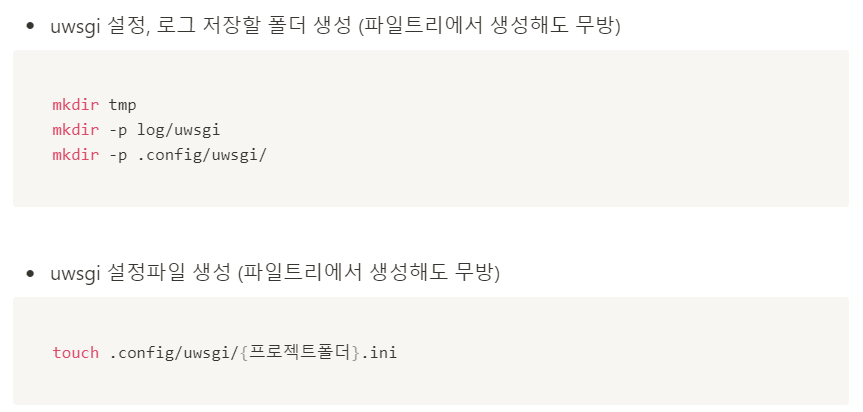 • uwsgi 설정, 로그 저장할 폴더 생성 (파일트리에서 생성해도 무방)
mkdir tmp
mkdir -p log/uwsgi
mkdir -p .config/uwsgi/
• uwsgi 설정파일 생성 (파일트리에서 생성해도 무방)
touch .config/uwsgi/{프로젝트폴더}.ini